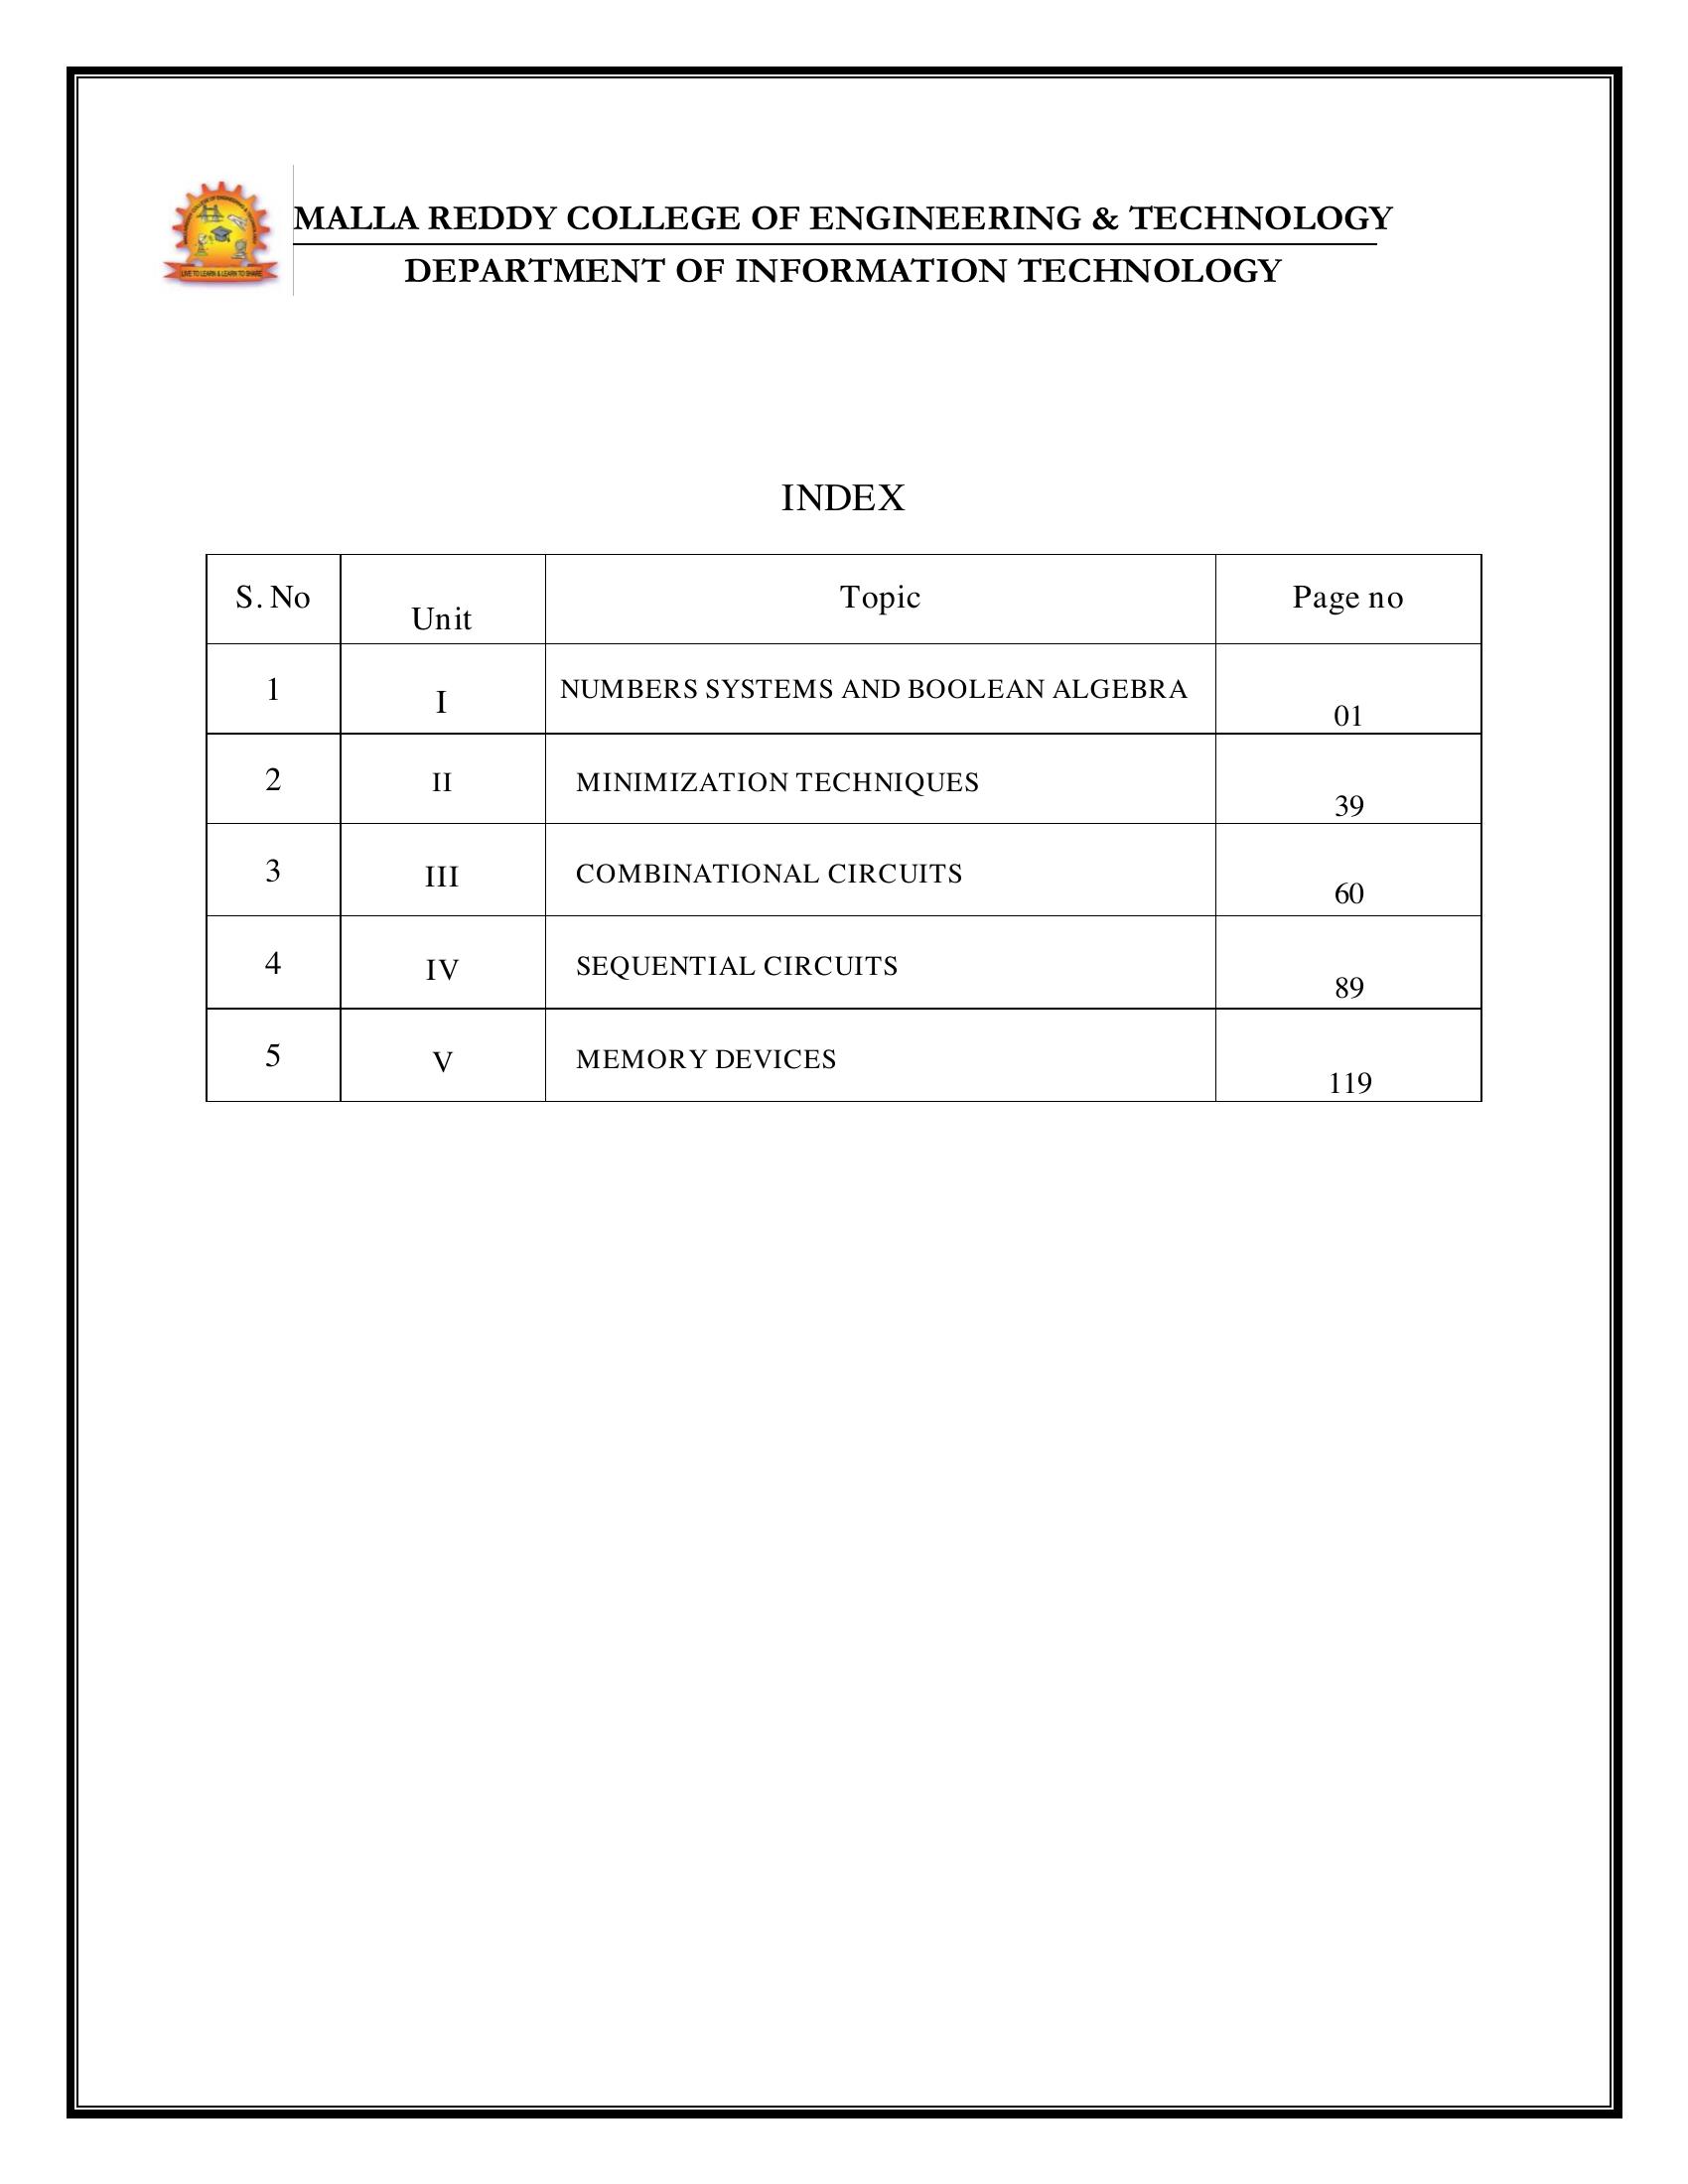 MALLA REDDY COLLEGE OF ENGINEERING & TECHNOLOGY
DEPARTMENT OF INFORMATION TECHNOLOGY
LIVE TO LEARN & LEARN TO SHARE
INDEX
S. No Unit Topic Page no
1 I NUMBERS SYSTEMS AND BOOLEAN ALGEBRA 01
2 II MINIMIZATION TECHNIQUES 39
3 III COMBINATIONAL CIRCUITS 60
4 IV SEQUENTIAL CIRCUITS 89
5 V MEMORY DEVICES 119